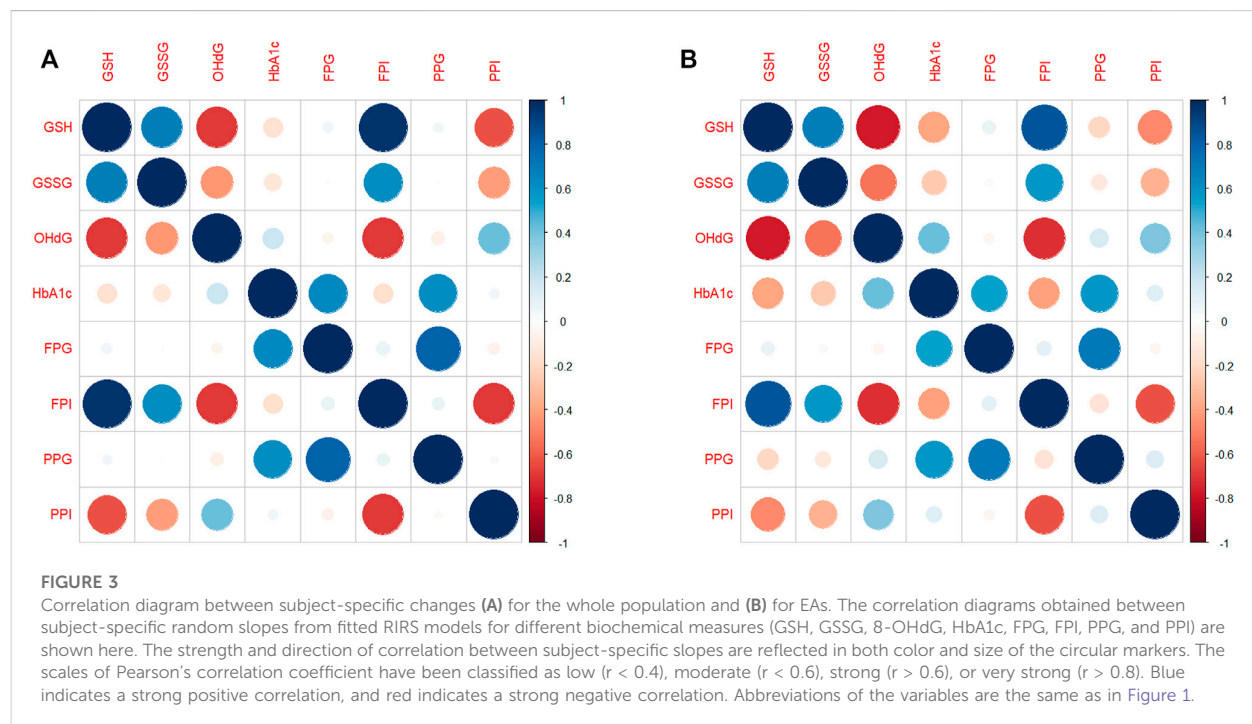 A
GSH GSSG OHdG HbA1c FPG FPI PPG PPI
GSH
GSSG
OHdG
HbA1c
FPG
FPI
PPG
PPI
1
0.8
0.6
0.4
0.2
0
-0.2
-0.4
-0.6
-0.8
-1
B
GSH GSSG OHdG HbA1c FPG FPI PPG PPI
GSH
GSSG
OHdG
HbA1c
FPG
FPI
PPG
PPI
1
0.8
0.6
0.4
0.2
0
-0.2
-0.4
-0.6
-0.8
-1
FIGURE 3
Correlation diagram between subject-specific changes (A) for the whole population and (B) for EAs. The correlation diagrams obtained between
subject-specific random slopes from fitted RIRS models for different biochemical measures (GSH, GSSG, 8-OHdG, HbA1c, FPG, FPI, PPG, and PPI) are
shown here. The strength and direction of correlation between subject-specific slopes are reflected in both color and size of the circular markers. The
scales of Pearson's correlation coefficient have been classified as low (r < 0.4), moderate (r < 0.6), strong (r > 0.6), or very strong (r > 0.8). Blue
indicates a strong positive correlation, and red indicates a strong negative correlation. Abbreviations of the variables are the same as in Figure 1.